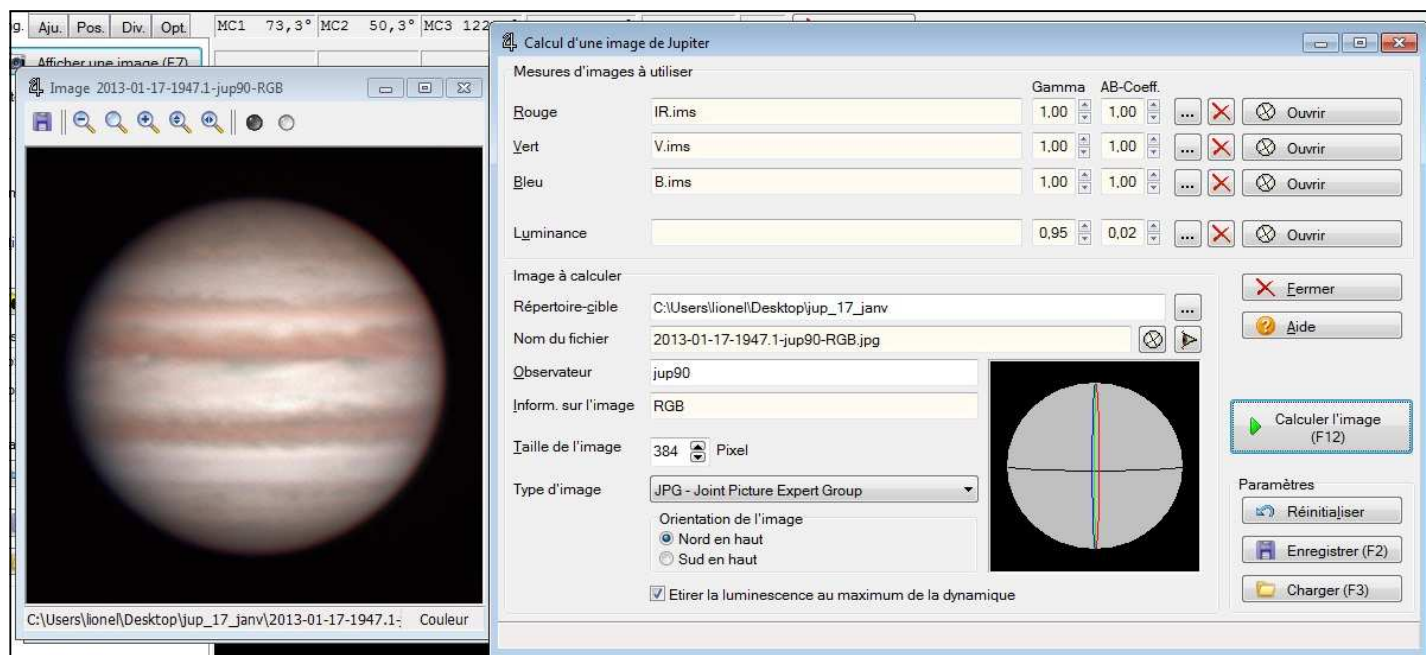 g. Aju. Pos. Div. Opt. MC1 73,3° MC2 50,3° MC3 122
Afficher une image (F7)
Image 2013-01-17-1947.1-jup90-RGB
C:\Users\lionel\Desktop\jup_17_janv\2013-01-17-1947.1- Couleur
Calcul d'une image de Jupiter
Mesures d'images à utiliser
Gamma AB-Coeff.
Rouge IR.ims 1,00 1,00 ... Ouvrir
Vert V.ims 1,00 1,00 ... Ouvrir
Bleu B.ims 1,00 1,00 ... Ouvrir
Luminance 0,95 0,02 ... Ouvrir
Image à calculer
Répertoire-cible C:\Users\lionel\Desktop\jup_17_janv ...
Nom du fichier 2013-01-17-1947.1-jup90-RGB.jpg
Observateur jup90
Inform. sur l'image RGB
Taille de l'image 384 Pixel
Type d'image JPG - Joint Picture Expert Group
Orientation de l'image
Nord en haut
Sud en haut
Etirer la luminescence au maximum de la dynamique
Fermer
Aide
Calculer l'image
(F12)
Paramètres
Réinitialiser
Enregistrer (F2)
Charger (F3)